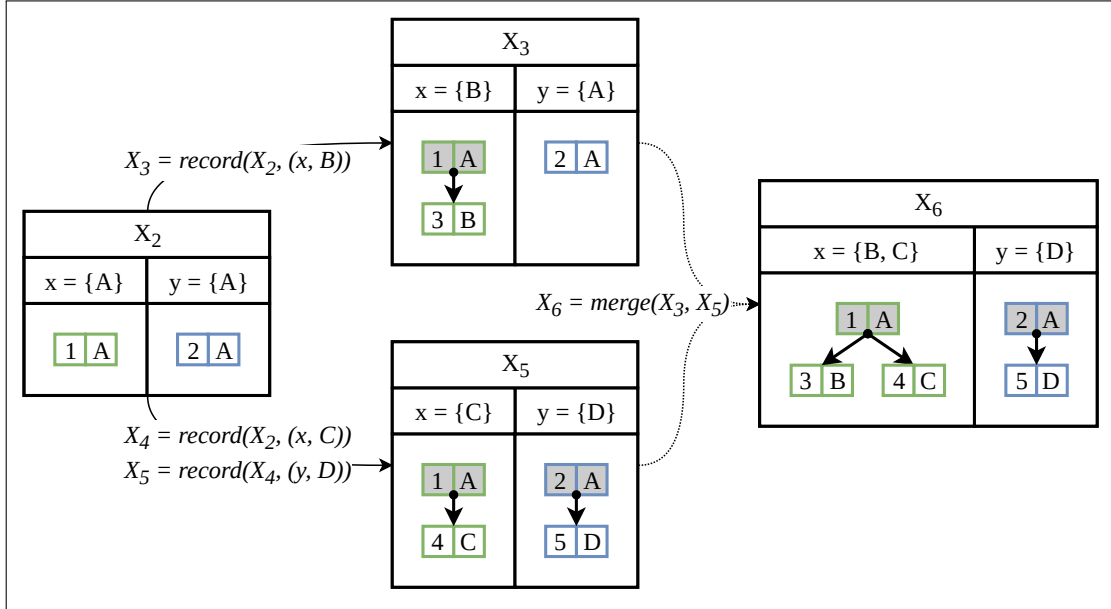 X₃
x = {B} y = {A}
1 A 2 A
3 B
X₃ = record(X₂, (x, B))
X₂
x = {A} y = {A}
1 A 2 A
X₄ = record(X₂, (x, C))
X₅ = record(X₄, (y, D))
X₅
x = {C} y = {D}
1 A 2 A
4 C 5 D
X₆ = merge(X₃, X₅)
X₆
x = {B, C} y = {D}
1 A 2 A
3 B 4 C 5 D